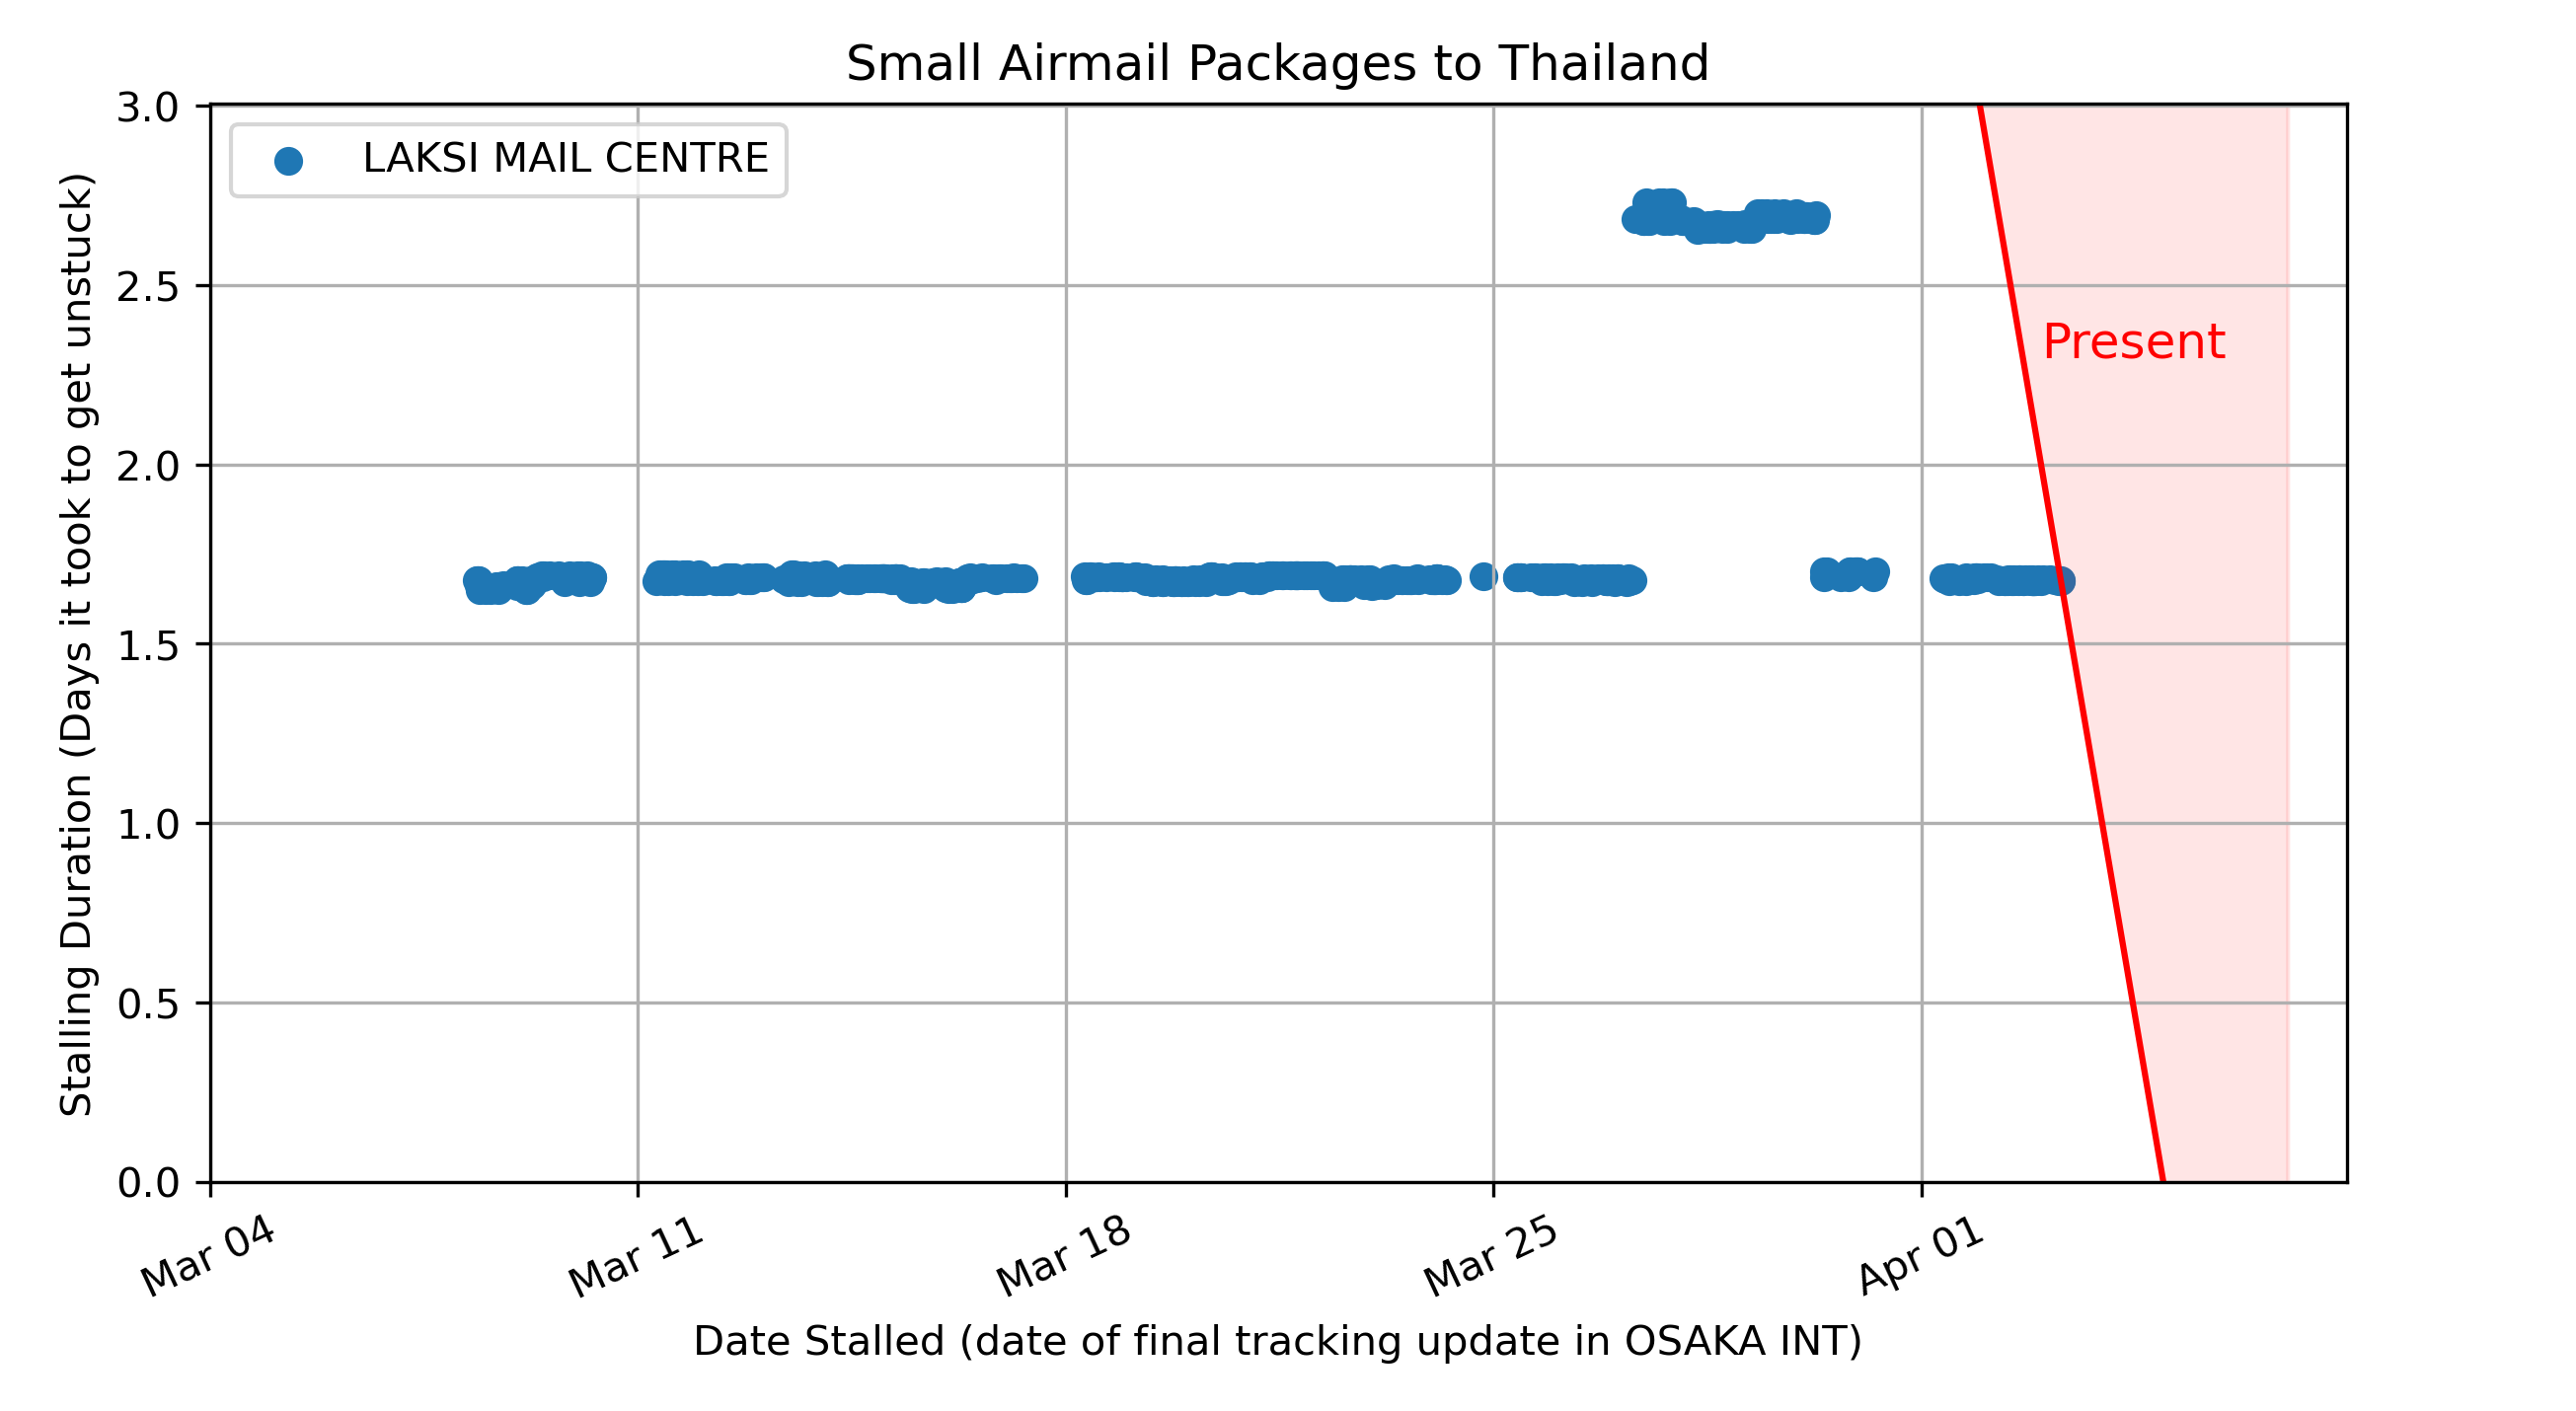 Small Airmail Packages to Thailand
LAKSI MAIL CENTRE
Present
Stalling Duration (Days it took to get unstuck)
3.0
2.5
2.0
1.5
1.0
0.5
0.0
Mar 04
Mar 11
Mar 18
Mar 25
Apr 01
Date Stalled (date of final tracking update in OSAKA INT)